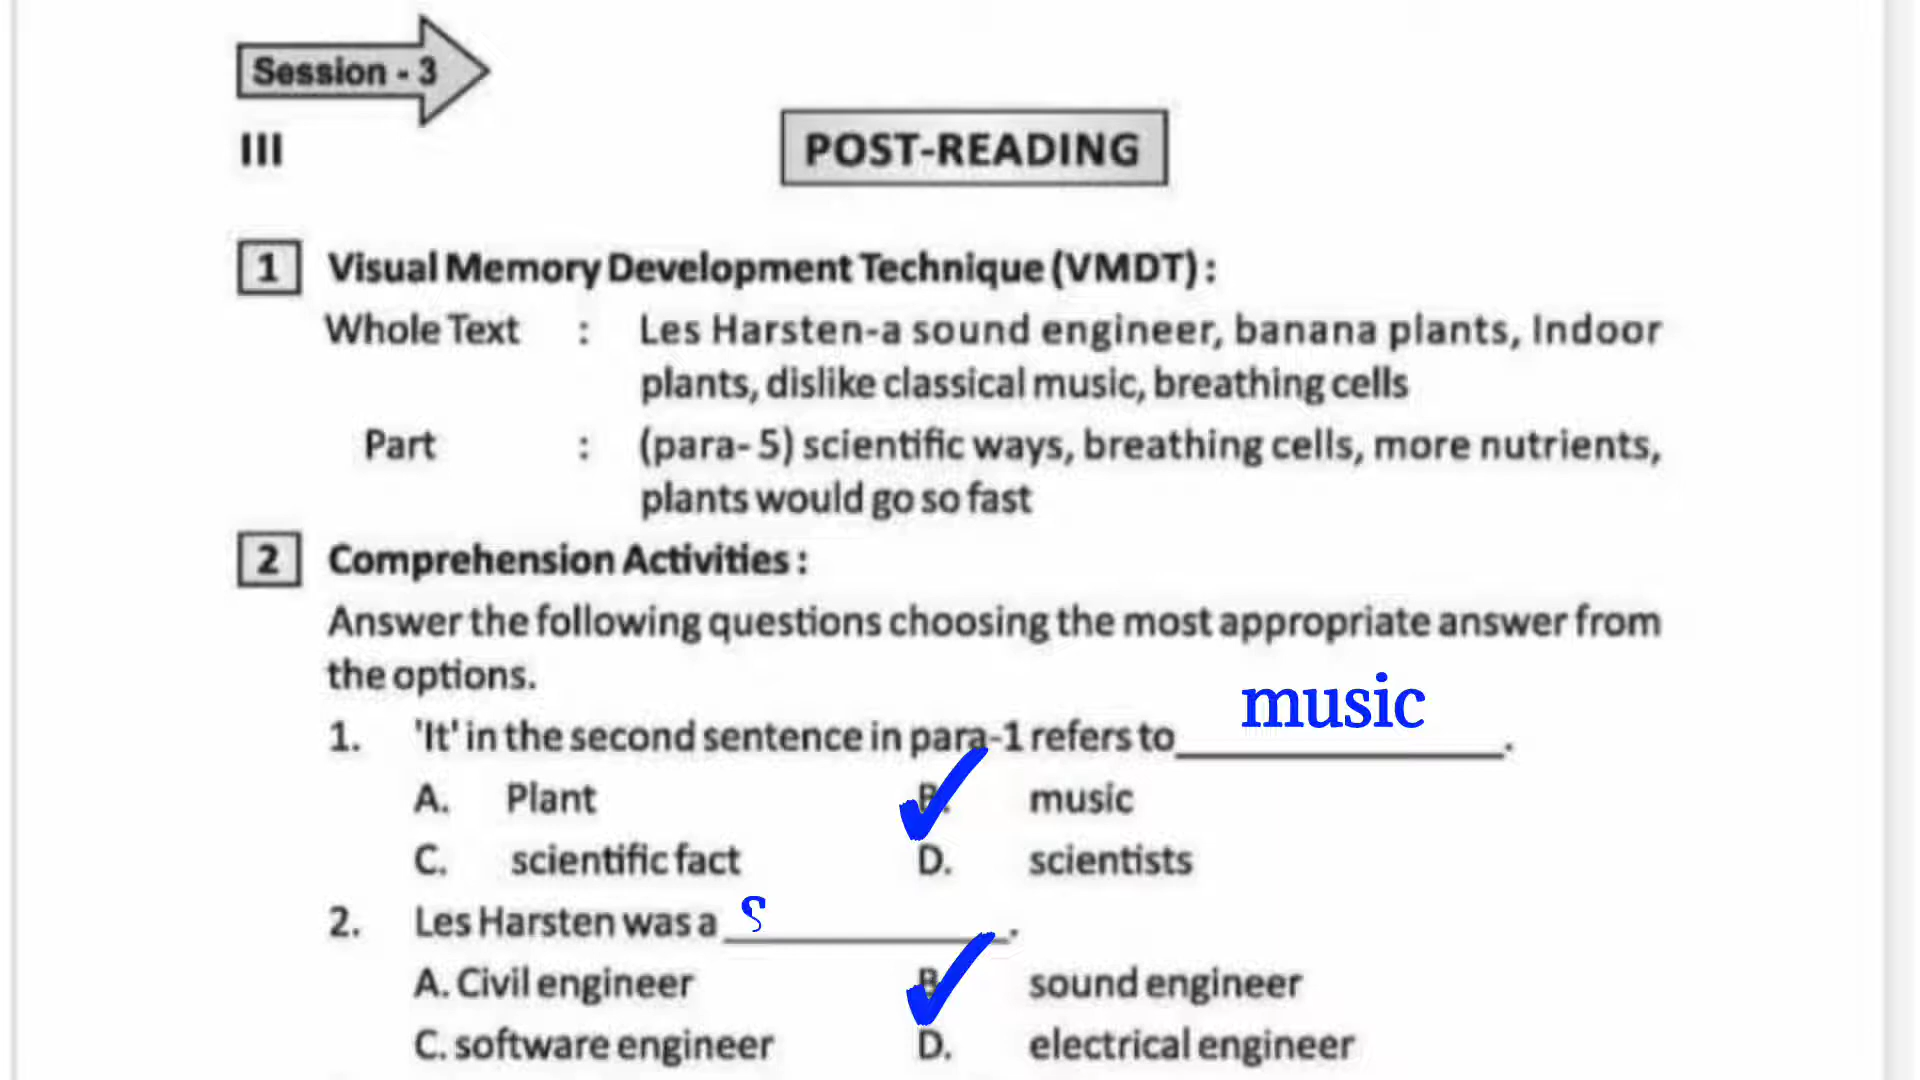 Session - 3
III
POST-READING
1 Visual Memory Development Technique (VMDT) :
Whole Text : Les Harsten-a sound engineer, banana plants, Indoor
plants, dislike classical music, breathing cells
Part : (para- 5) scientific ways, breathing cells, more nutrients,
plants would go so fast
2 Comprehension Activities :
Answer the following questions choosing the most appropriate answer from
the options.
music
1. 'It' in the second sentence in para-1 refers to ____________.
A. Plant B. music
C. scientific fact D. scientists
2. Les Harsten was a ____________.
A. Civil engineer B. sound engineer
C. software engineer D. electrical engineer